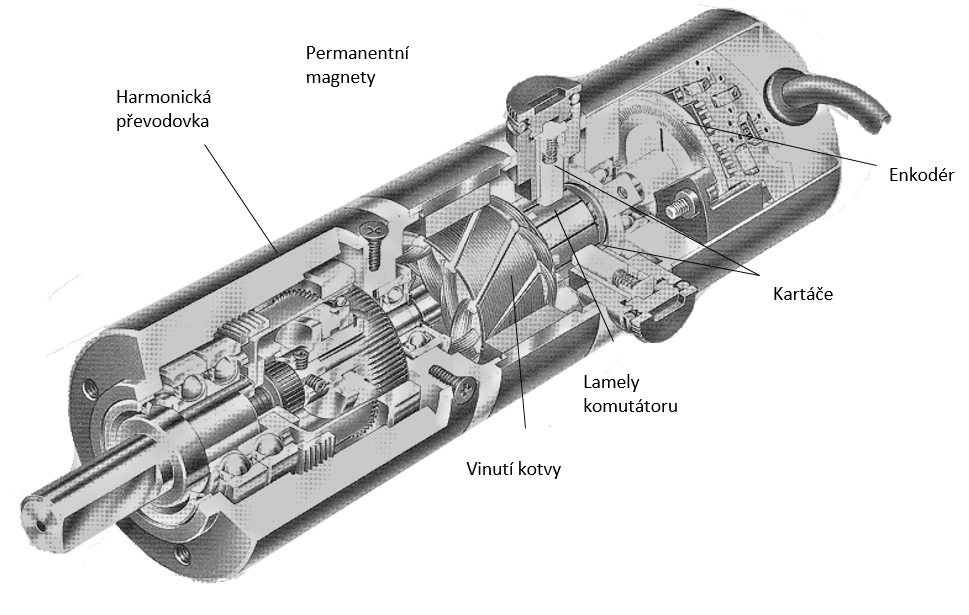 Permanentní
magnety
Harmonická
převodovka
Enkodér
Kartáče
Lamely
komutátoru
Vinutí kotvy